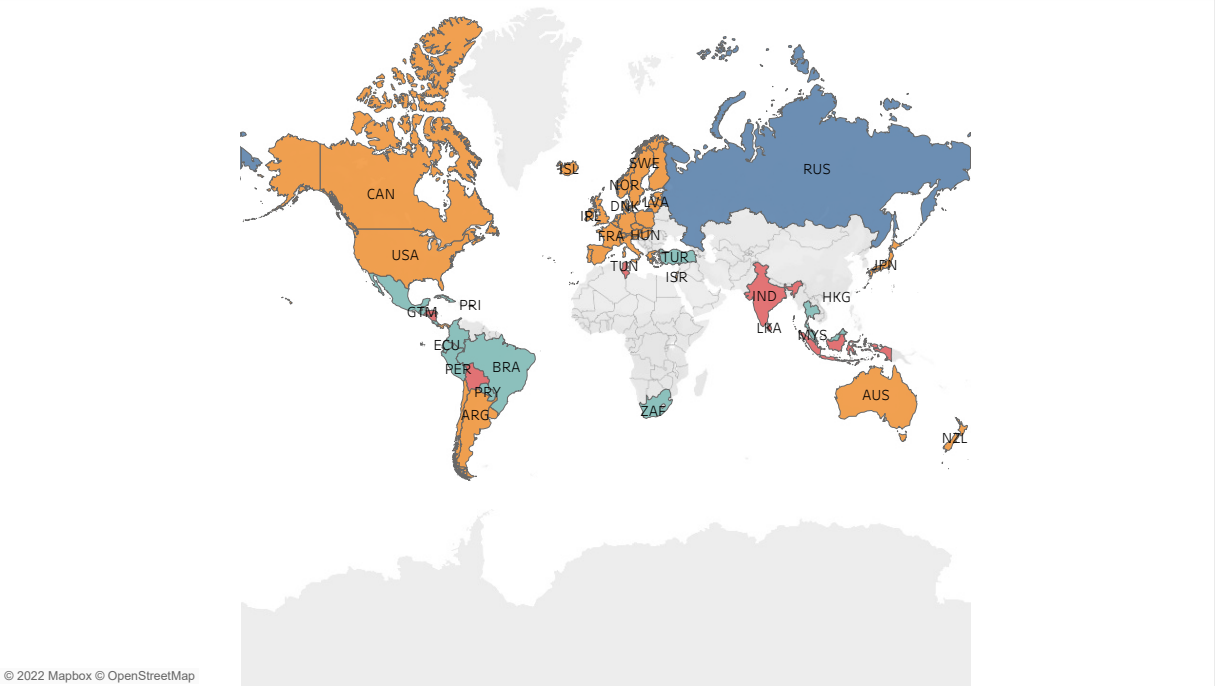 ISL
SWE
RUS
CAN
NOR
DNK
LVA
IRL
FRA
HUN
USA
TUR
TUN
JPN
ISR
IND
HKG
PRI
GTM
LKA
MYS
ECU
PER
BRA
PRY
AUS
ZAF
ARG
NZL
© 2022 Mapbox © OpenStreetMap